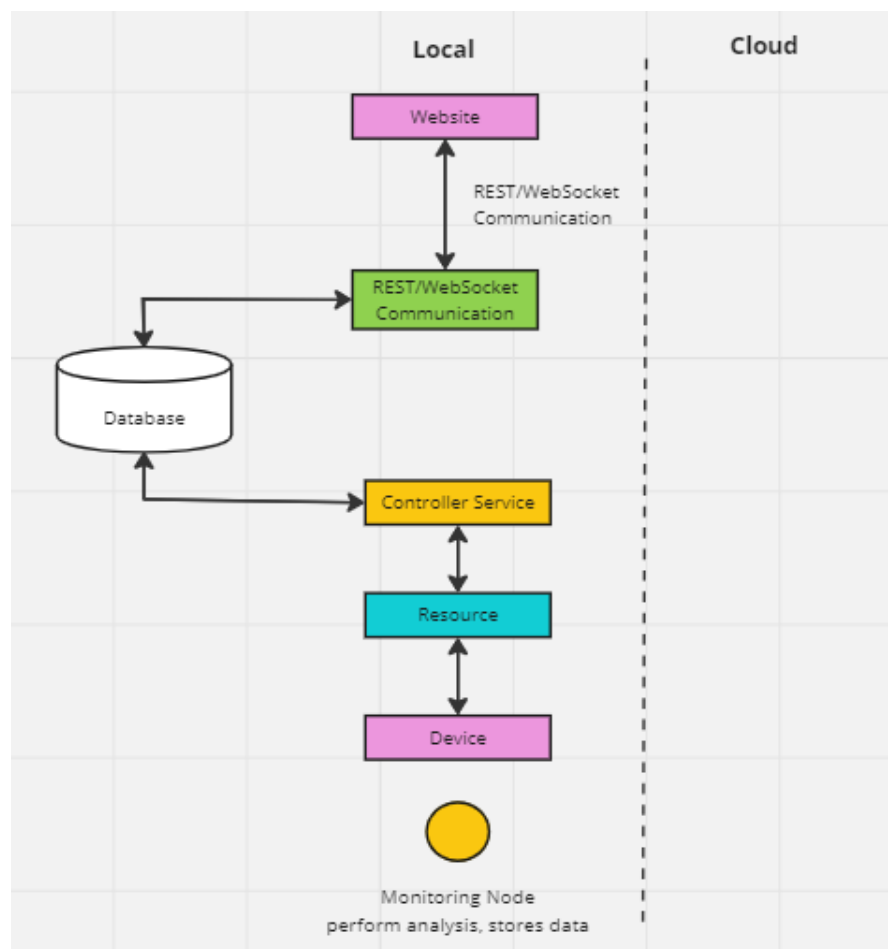 Local
Cloud
Website
REST/WebSocket
Communication
REST/WebSocket
Communication
Database
Controller Service
Resource
Device
Monitoring Node
perform analysis, stores data